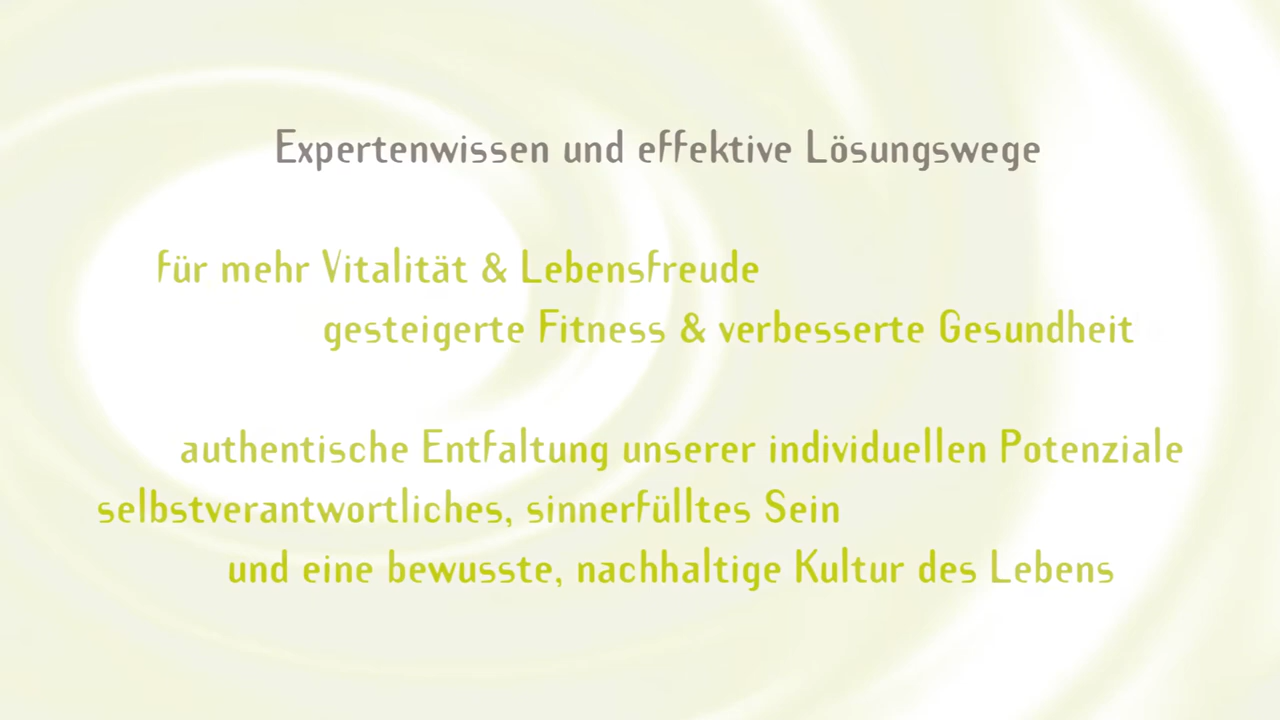 Expertenwissen und effektive Lösungswege
für mehr Vitalität & Lebensfreude
gesteigerte Fitness & verbesserte Gesundheit
authentische Entfaltung unserer individuellen Potenziale
selbstverantwortliches, sinnerfülltes Sein
und eine bewusste, nachhaltige Kultur des Lebens